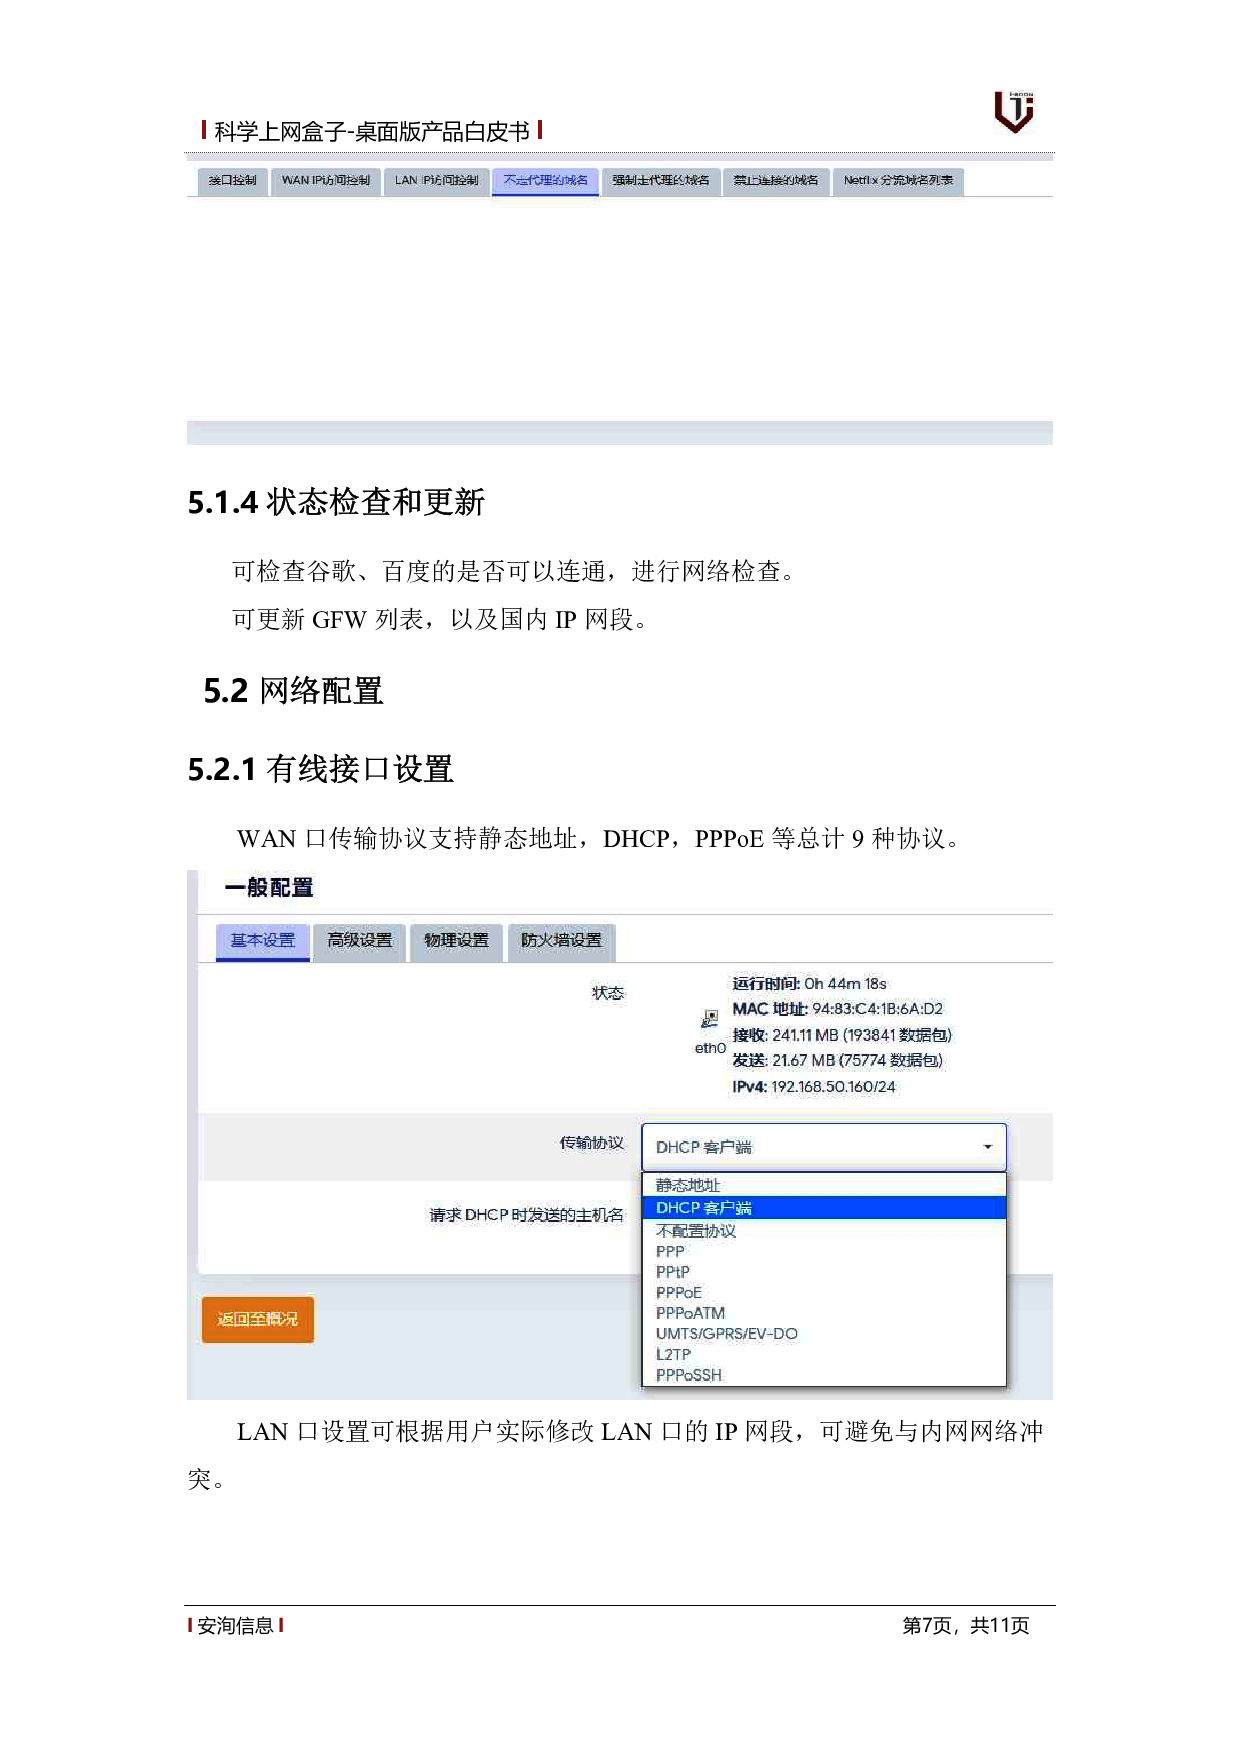 科学上网盒子-桌面版产品白皮书
i-SOON
接口控制 WAN IP访问控制 LAN IP访问控制 不走代理的域名 强制走代理的域名 禁止连接的域名 Netflix 分流域名列表
5.1.4 状态检查和更新
可检查谷歌、百度的是否可以连通，进行网络检查。
可更新 GFW 列表，以及国内 IP 网段。
5.2 网络配置
5.2.1 有线接口设置
WAN 口传输协议支持静态地址，DHCP，PPPoE 等总计 9 种协议。
一般配置
基本设置 高级设置 物理设置 防火墙设置
状态
eth0
运行时间: 0h 44m 18s
MAC 地址: 94:83:C4:1B:6A:D2
接收: 241.11 MB (193841 数据包)
发送: 21.67 MB (75774 数据包)
IPv4: 192.168.50.160/24
传输协议 DHCP 客户端
请求 DHCP 时发送的主机名
静态地址
DHCP 客户端
不配置协议
PPP
PPtP
PPPoE
PPPoATM
UMTS/GPRS/EV-DO
L2TP
PPPoSSH
返回至概况
LAN 口设置可根据用户实际修改 LAN 口的 IP 网段，可避免与内网网络冲
突。
安洵信息 第7页，共11页